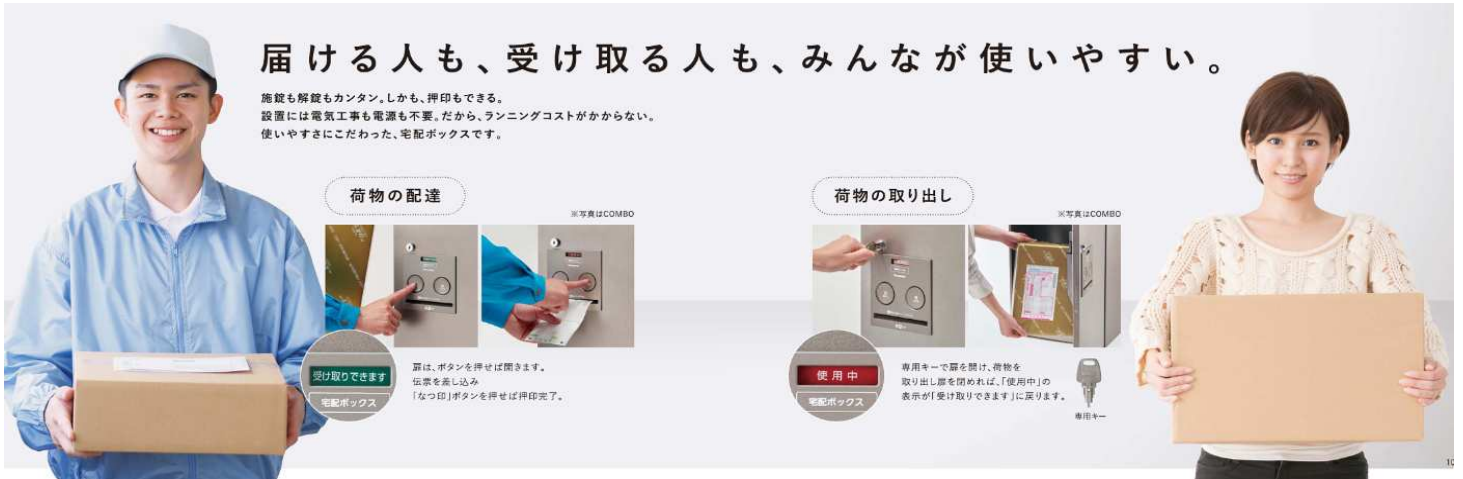 届ける人も、受け取る人も、みんなが使いやすい。
施錠も解錠もカンタン。しかも、押印もできる。
設置には電気工事も電源も不要。だから、ランニングコストがかからない。
使いやすさにこだわった、宅配ボックスです。
荷物の配達
※写真はCOMBO
受け取りできます
宅配ボックス
扉は、ボタンを押せば開きます。
伝票を差し込み
「なつ印」ボタンを押せば押印完了。
荷物の取り出し
※写真はCOMBO
使用中
宅配ボックス
専用キーで扉を開け、荷物を
取り出し扉を閉めれば、「使用中」の
表示が「受け取りできます」に戻ります。
専用キー
10